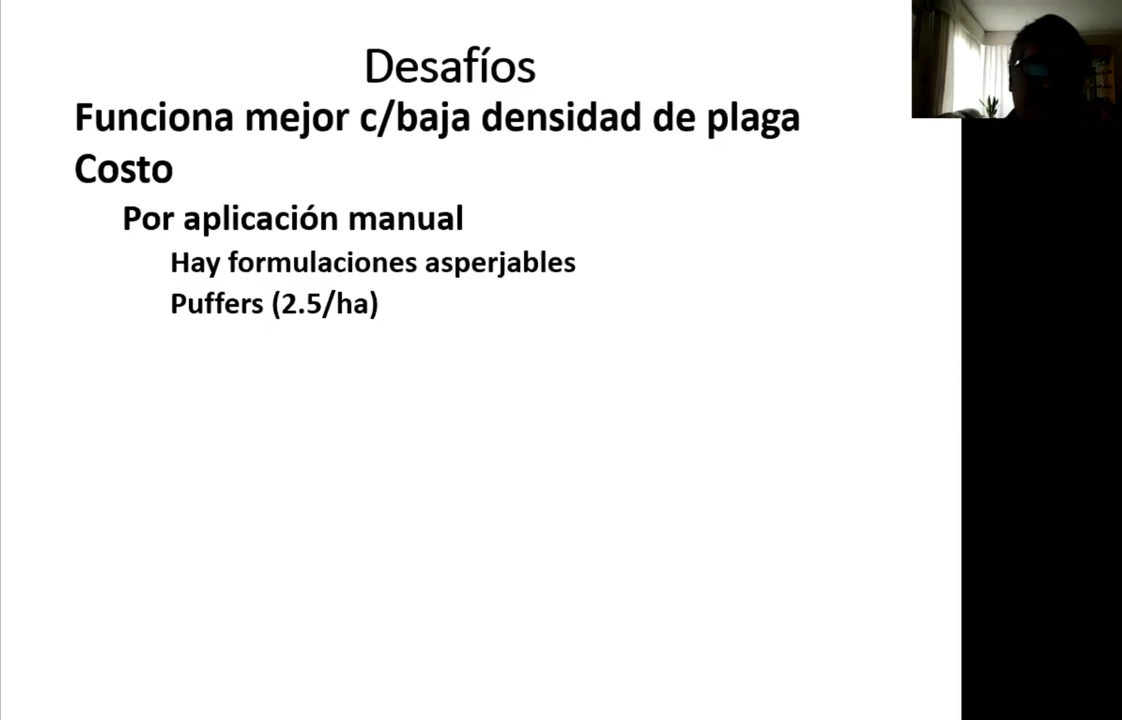 Desafíos
Funciona mejor c/baja densidad de plaga
Costo
Por aplicación manual
Hay formulaciones asperjables
Puffers (2.5/ha)